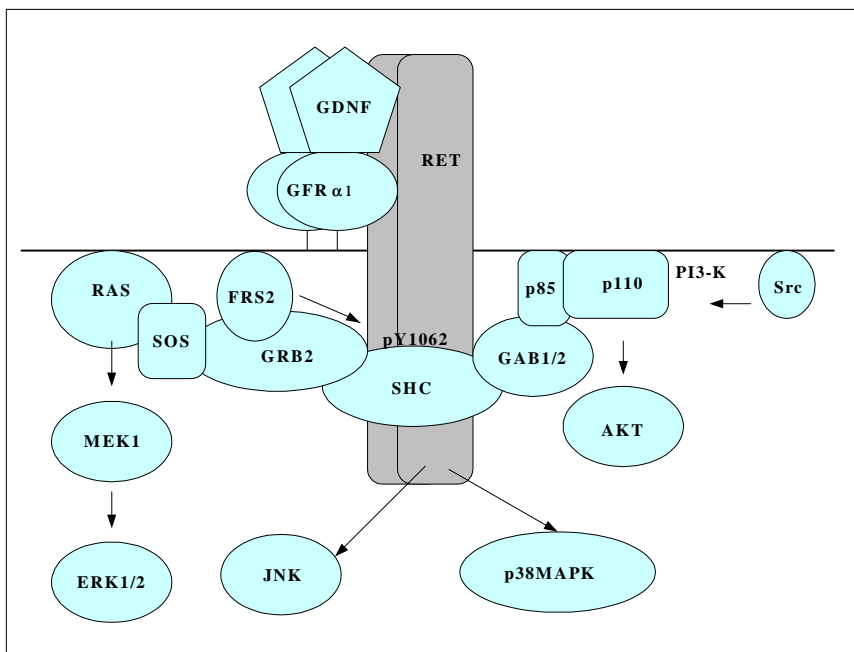 GDNF
RET
GFR α1
RAS
FRS2
p85
p110
PI3-K
Src
SOS
GRB2
pY1062
SHC
GAB1/2
MEK1
AKT
ERK1/2
JNK
p38MAPK